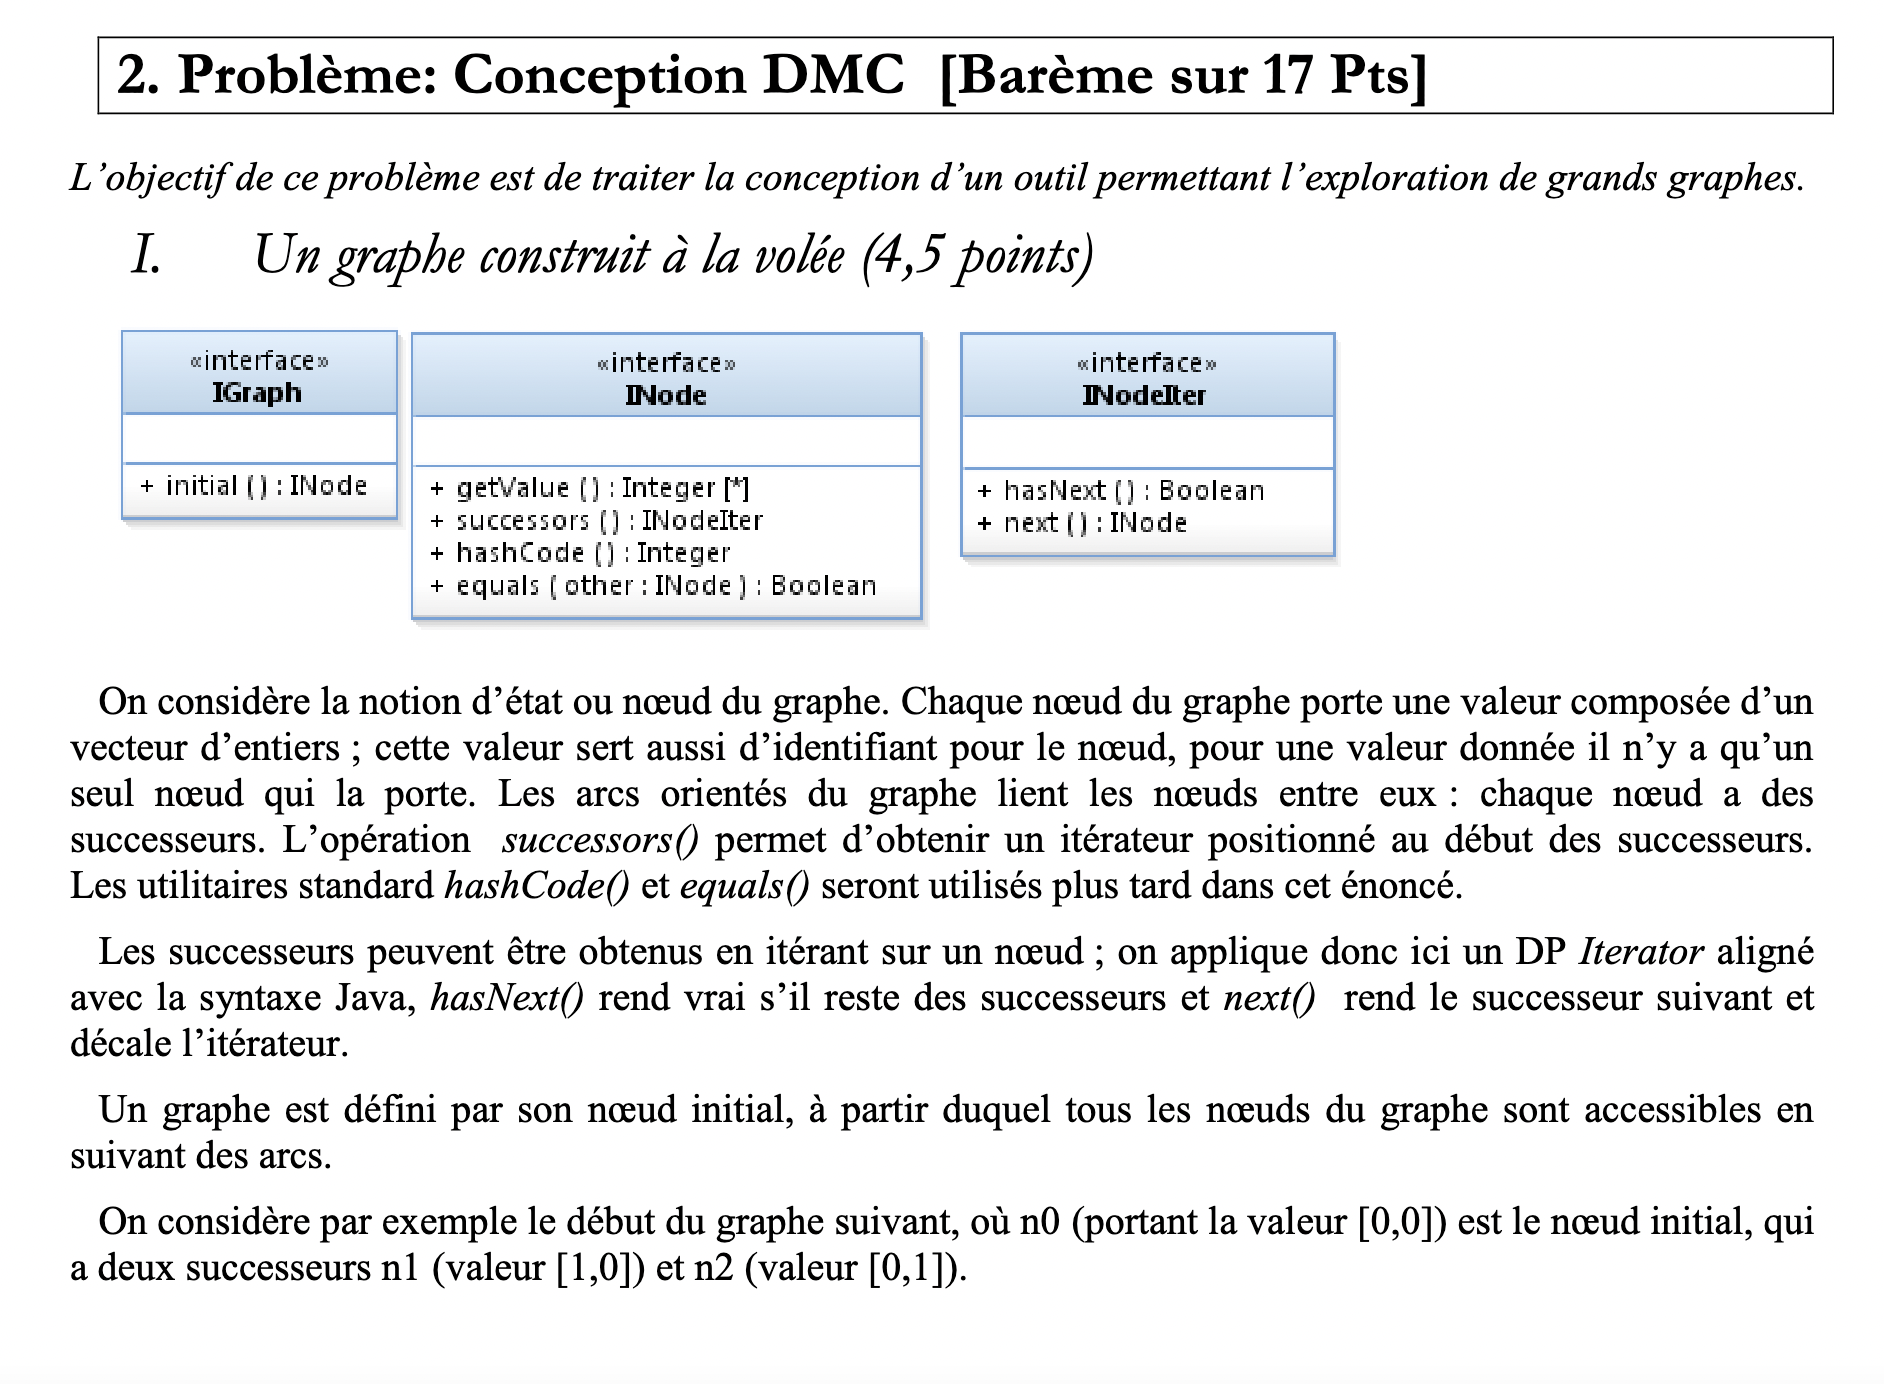 2. Problème: Conception DMC [Barème sur 17 Pts]
L’objectif de ce problème est de traiter la conception d’un outil permettant l’exploration de grands graphes.
I. Un graphe construit à la volée (4,5 points)
«interface»
IGraph
+ initial () : INode
«interface»
INode
+ getValue () : Integer [*]
+ successors () : INodeIter
+ hashCode () : Integer
+ equals ( other : INode ) : Boolean
«interface»
INodeIter
+ hasNext () : Boolean
+ next () : INode
On considère la notion d’état ou nœud du graphe. Chaque nœud du graphe porte une valeur composée d’un
vecteur d’entiers ; cette valeur sert aussi d’identifiant pour le nœud, pour une valeur donnée il n’y a qu’un
seul nœud qui la porte. Les arcs orientés du graphe lient les nœuds entre eux : chaque nœud a des
successeurs. L’opération successors() permet d’obtenir un itérateur positionné au début des successeurs.
Les utilitaires standard hashCode() et equals() seront utilisés plus tard dans cet énoncé.
Les successeurs peuvent être obtenus en itérant sur un nœud ; on applique donc ici un DP Iterator aligné
avec la syntaxe Java, hasNext() rend vrai s’il reste des successeurs et next() rend le successeur suivant et
décale l’itérateur.
Un graphe est défini par son nœud initial, à partir duquel tous les nœuds du graphe sont accessibles en
suivant des arcs.
On considère par exemple le début du graphe suivant, où n0 (portant la valeur [0,0]) est le nœud initial, qui
a deux successeurs n1 (valeur [1,0]) et n2 (valeur [0,1]).